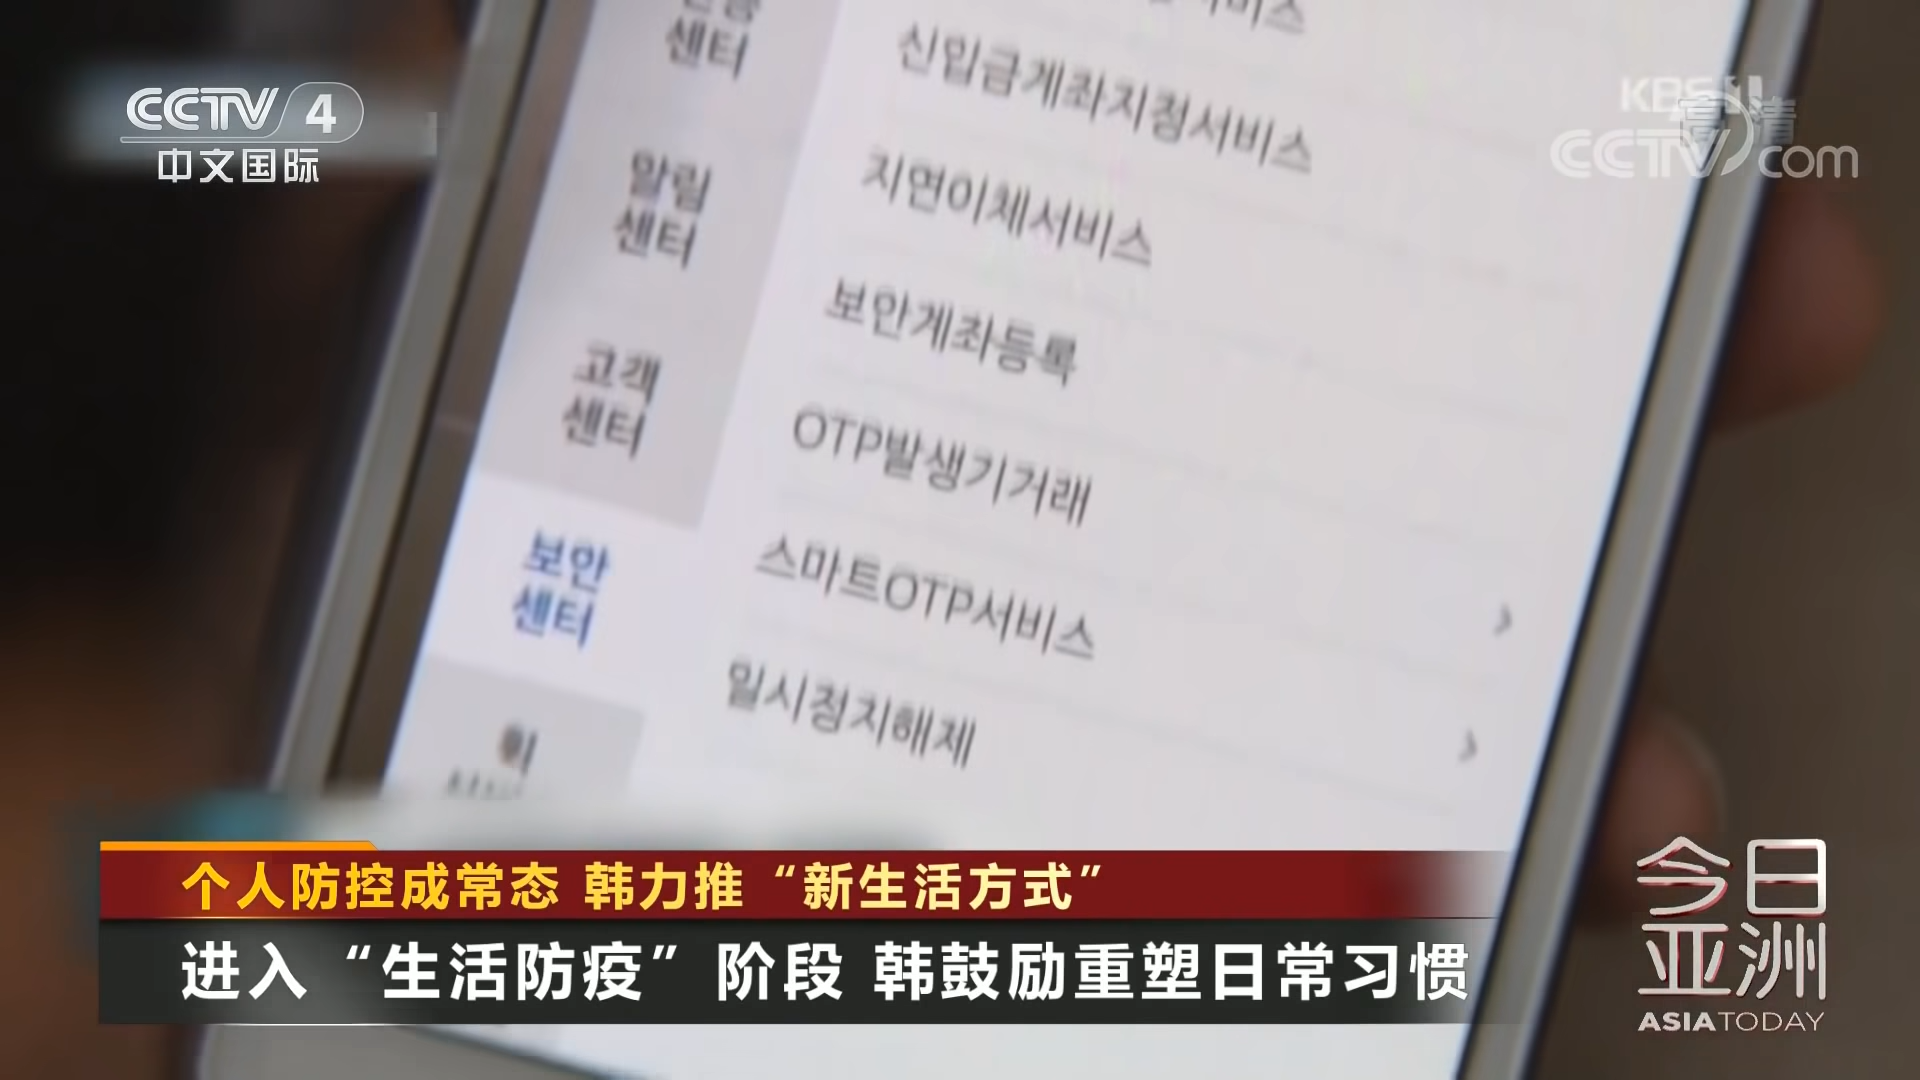 CCTV 4
中文国际
KBS
高清
CCTV.com
센터
알림
센터
고객
센터
보안
센터
신입금계좌지정서비스
지연이체서비스
보안계좌등록
OTP발생기거래
스마트OTP서비스
일시정지해제
个人防控成常态 韩力推“新生活方式”
进入“生活防疫”阶段 韩鼓励重塑日常习惯
今日
亚洲
ASIA TODAY